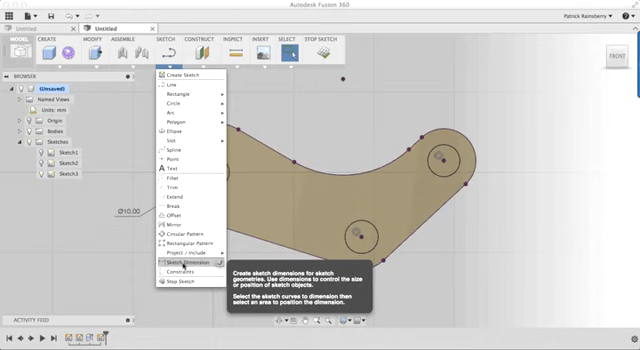 Autodesk Fusion 360
Patrick Rainsberry
Untitled
Untitled
MODEL
CREATE
MODIFY
ASSEMBLE
SKETCH
CONSTRUCT
INSPECT
INSERT
SELECT
STOP SKETCH
BROWSER
(Unsaved)
Named Views
Units: mm
Origin
Bodies
Sketches
Sketch1
Sketch2
Sketch3
Create Sketch
Line
Rectangle
Circle
Arc
Polygon
Ellipse
Slot
Spline
Point
Text
Fillet
Trim
Extend
Break
Offset
Mirror
Circular Pattern
Rectangular Pattern
Project / Include
Sketch Dimension
Constraints
Stop Sketch
Ø10.00
FRONT
Create sketch dimensions for sketch
geometries. Use dimensions to control the size
or position of sketch objects.
Select the sketch curves to dimension then
select an area to position the dimension.
ACTIVITY FEED